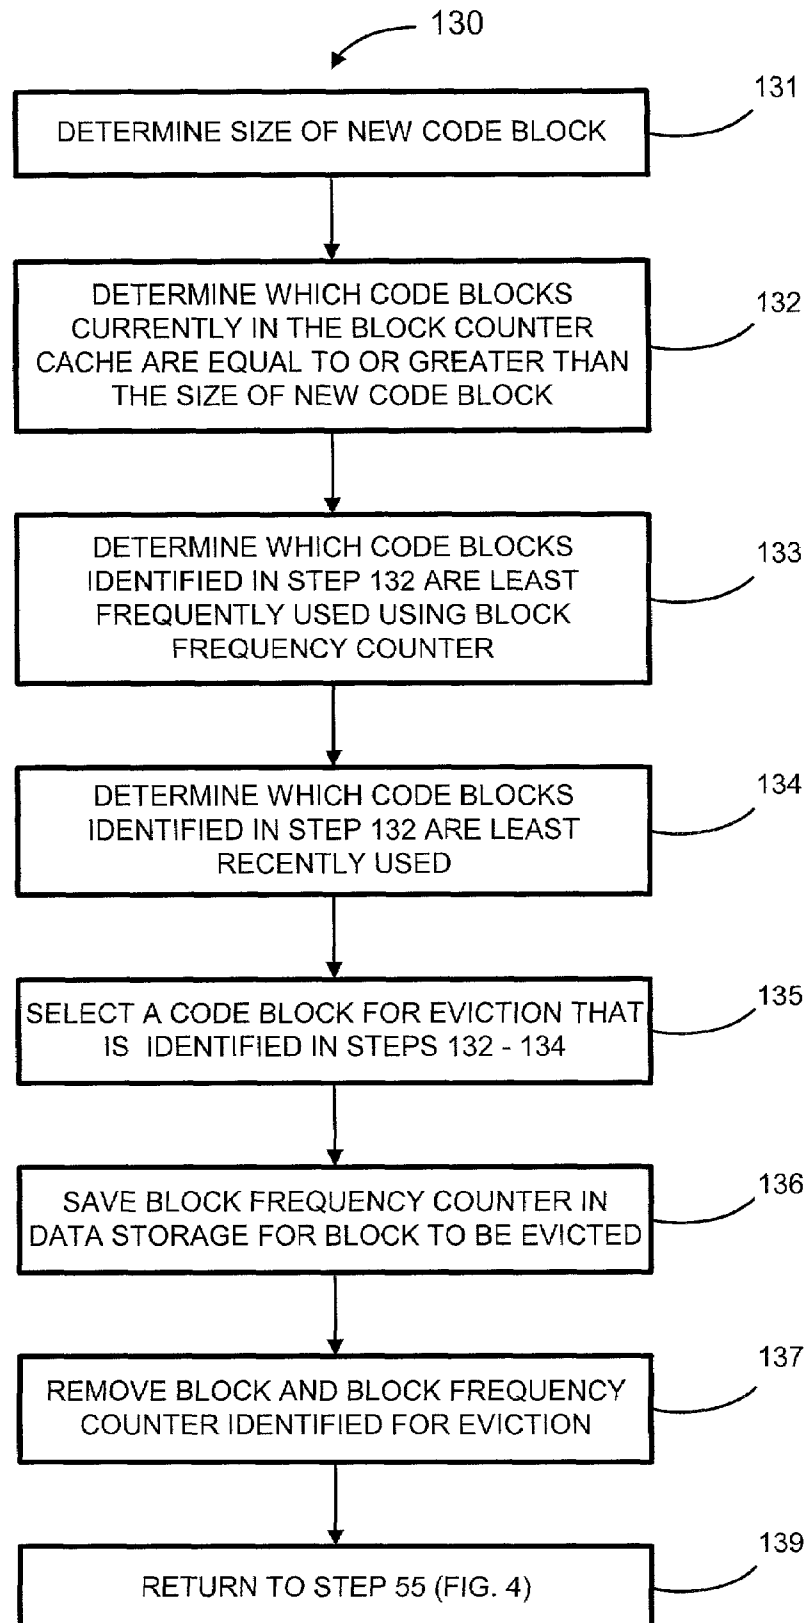 130
131
DETERMINE SIZE OF NEW CODE BLOCK
DETERMINE WHICH CODE BLOCKS
CURRENTLY IN THE BLOCK COUNTER
CACHE ARE EQUAL TO OR GREATER THAN
THE SIZE OF NEW CODE BLOCK
132
DETERMINE WHICH CODE BLOCKS
IDENTIFIED IN STEP 132 ARE LEAST
FREQUENTLY USED USING BLOCK
FREQUENCY COUNTER
133
DETERMINE WHICH CODE BLOCKS
IDENTIFIED IN STEP 132 ARE LEAST
RECENTLY USED
134
SELECT A CODE BLOCK FOR EVICTION THAT
IS IDENTIFIED IN STEPS 132 - 134
135
SAVE BLOCK FREQUENCY COUNTER IN
DATA STORAGE FOR BLOCK TO BE EVICTED
136
REMOVE BLOCK AND BLOCK FREQUENCY
COUNTER IDENTIFIED FOR EVICTION
137
RETURN TO STEP 55 (FIG. 4)
139